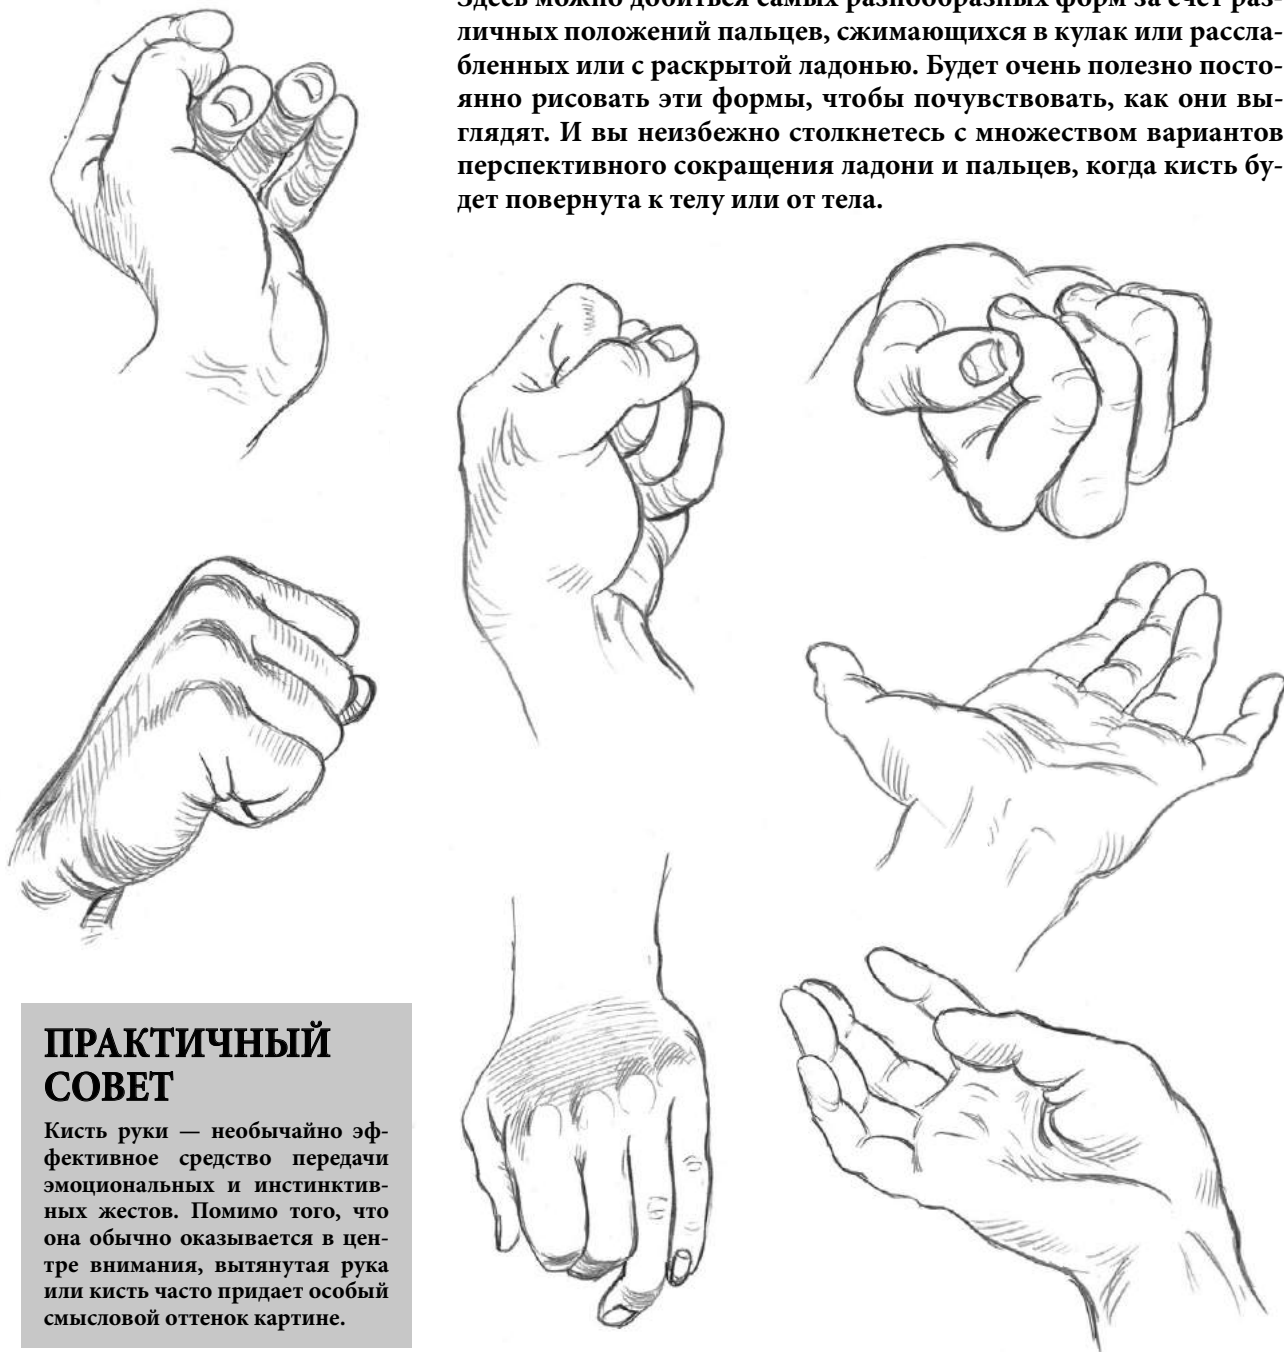 Здесь можно добиться самых разнообразных форм за счет раз-
личных положений пальцев, сжимающихся в кулак или рассла-
бленных или с раскрытой ладонью. Будет очень полезно посто-
янно рисовать эти формы, чтобы почувствовать, как они вы-
глядят. И вы неизбежно столкнетесь с множеством вариантов
перспективного сокращения ладони и пальцев, когда кисть бу-
дет повернута к телу или от тела.
ПРАКТИЧНЫЙ
СОВЕТ
Кисть руки — необычайно эф-
фективное средство передачи
эмоциональных и инстинктив-
ных жестов. Помимо того, что
она обычно оказывается в цен-
тре внимания, вытянутая рука
или кисть часто придает особый
смысловой оттенок картине.